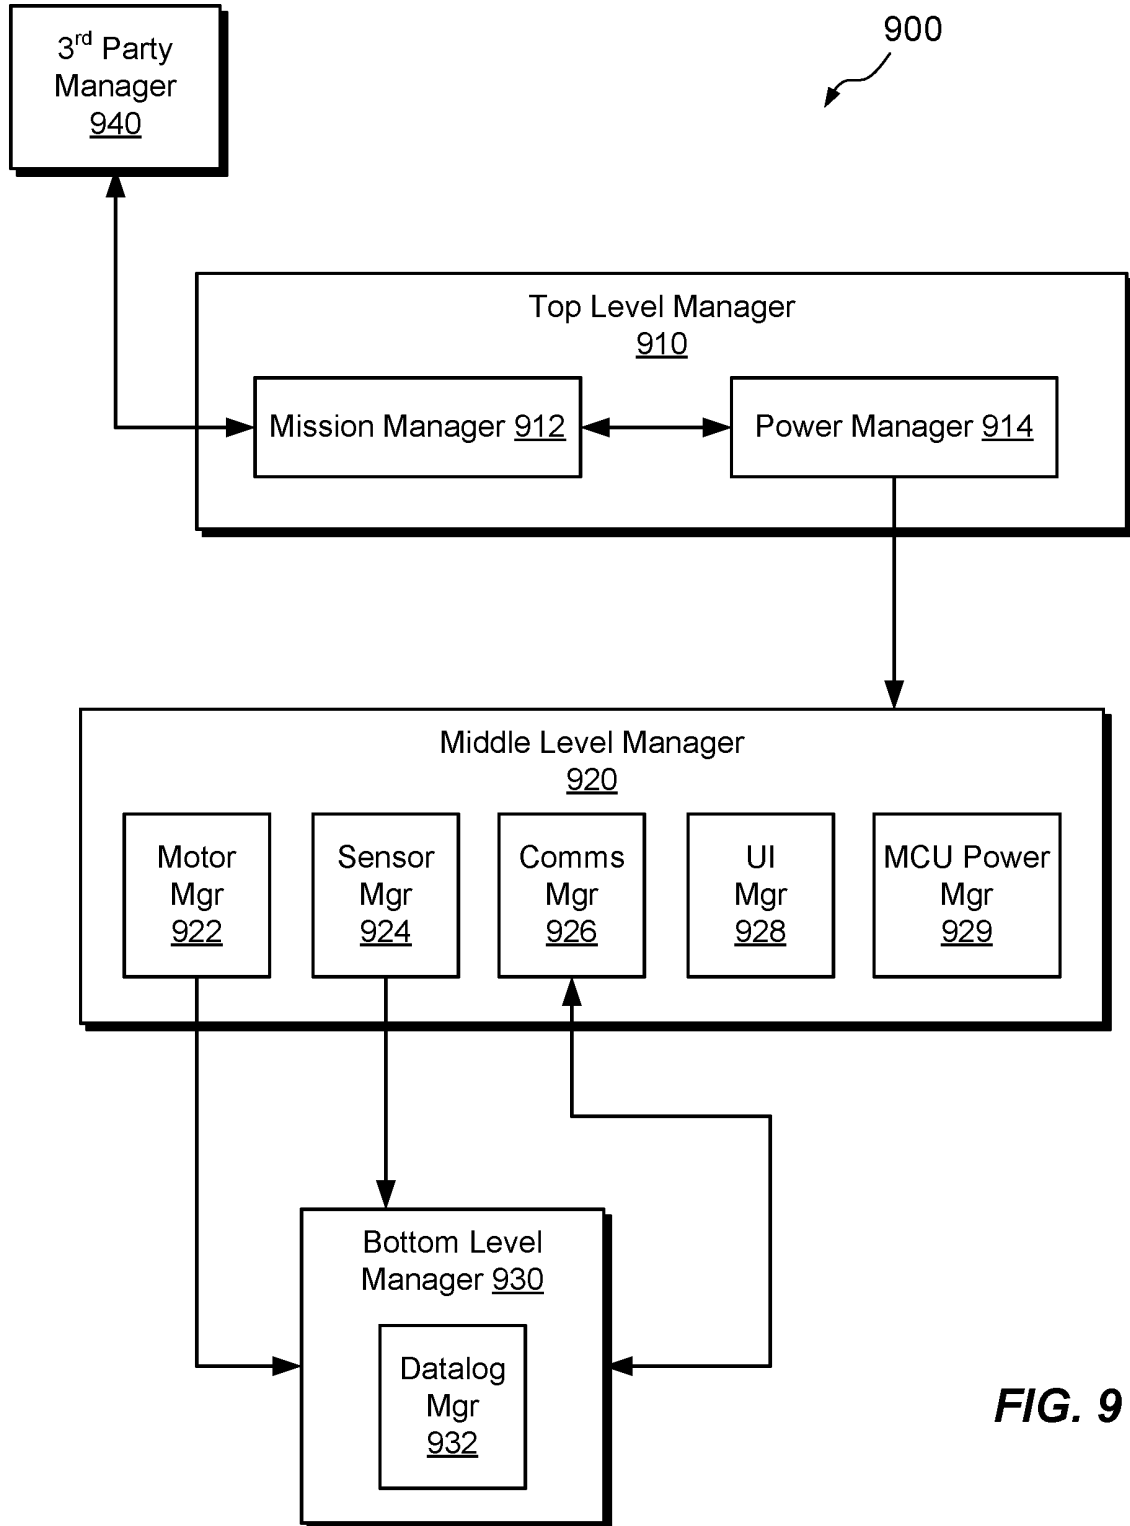 900
3rd Party
Manager
940
Top Level Manager
910
Mission Manager 912
Power Manager 914
Middle Level Manager
920
Motor
Mgr
922
Sensor
Mgr
924
Comms
Mgr
926
UI
Mgr
928
MCU Power
Mgr
929
Bottom Level
Manager 930
Datalog
Mgr
932
FIG. 9